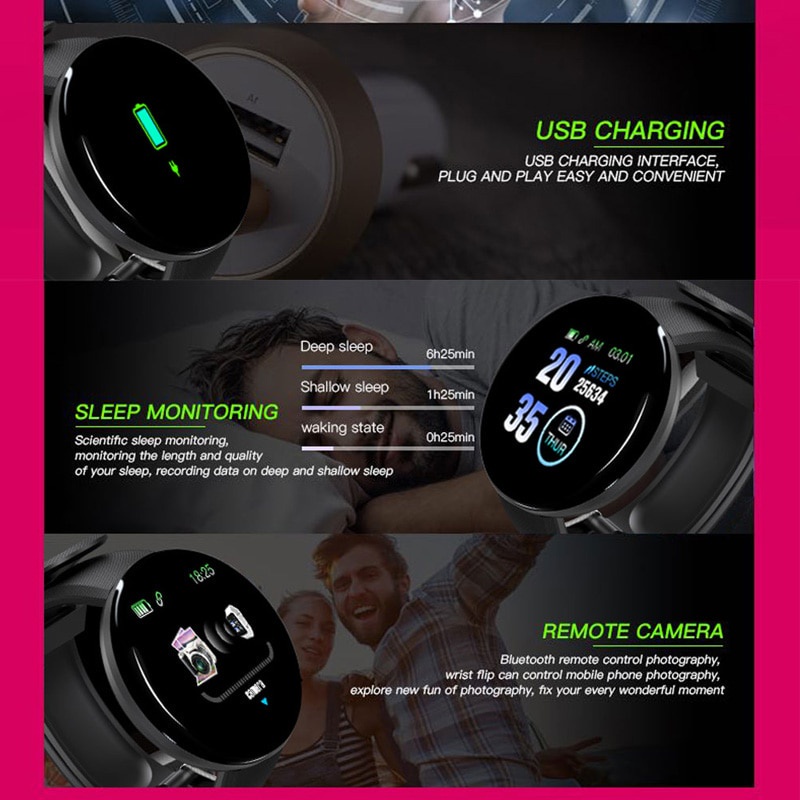 A1
USB CHARGING
USB CHARGING INTERFACE,
PLUG AND PLAY EASY AND CONVENIENT
Deep sleep
6h25min
Shallow sleep
1h25min
waking state
0h25min
SLEEP MONITORING
Scientific sleep monitoring,
monitoring the length and quality
of your sleep, recording data on deep and shallow sleep
AM 03.01
20
STEPS
25634
35
THUR
18:25
camera
REMOTE CAMERA
Bluetooth remote control photography,
wrist flip can control mobile phone photography,
explore new fun of photography, fix your every wonderful moment